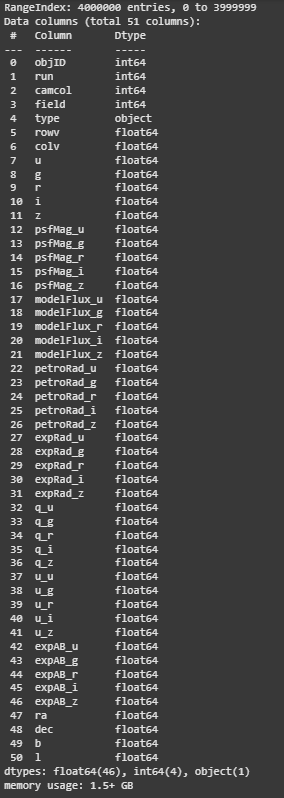 RangeIndex: 4000000 entries, 0 to 3999999
Data columns (total 51 columns):
 #   Column       Dtype
---  ------       -----
 0   objID        int64
 1   run          int64
 2   camcol       int64
 3   field        int64
 4   type         object
 5   rowv         float64
 6   colv         float64
 7   u            float64
 8   g            float64
 9   r            float64
 10  i            float64
 11  z            float64
 12  psfMag_u     float64
 13  psfMag_g     float64
 14  psfMag_r     float64
 15  psfMag_i     float64
 16  psfMag_z     float64
 17  modelFlux_u  float64
 18  modelFlux_g  float64
 19  modelFlux_r  float64
 20  modelFlux_i  float64
 21  modelFlux_z  float64
 22  petroRad_u   float64
 23  petroRad_g   float64
 24  petroRad_r   float64
 25  petroRad_i   float64
 26  petroRad_z   float64
 27  expRad_u     float64
 28  expRad_g     float64
 29  expRad_r     float64
 30  expRad_i     float64
 31  expRad_z     float64
 32  q_u          float64
 33  q_g          float64
 34  q_r          float64
 35  q_i          float64
 36  q_z          float64
 37  u_u          float64
 38  u_g          float64
 39  u_r          float64
 40  u_i          float64
 41  u_z          float64
 42  expAB_u      float64
 43  expAB_g      float64
 44  expAB_r      float64
 45  expAB_i      float64
 46  expAB_z      float64
 47  ra           float64
 48  dec          float64
 49  b            float64
 50  l            float64
dtypes: float64(46), int64(4), object(1)
memory usage: 1.5+ GB